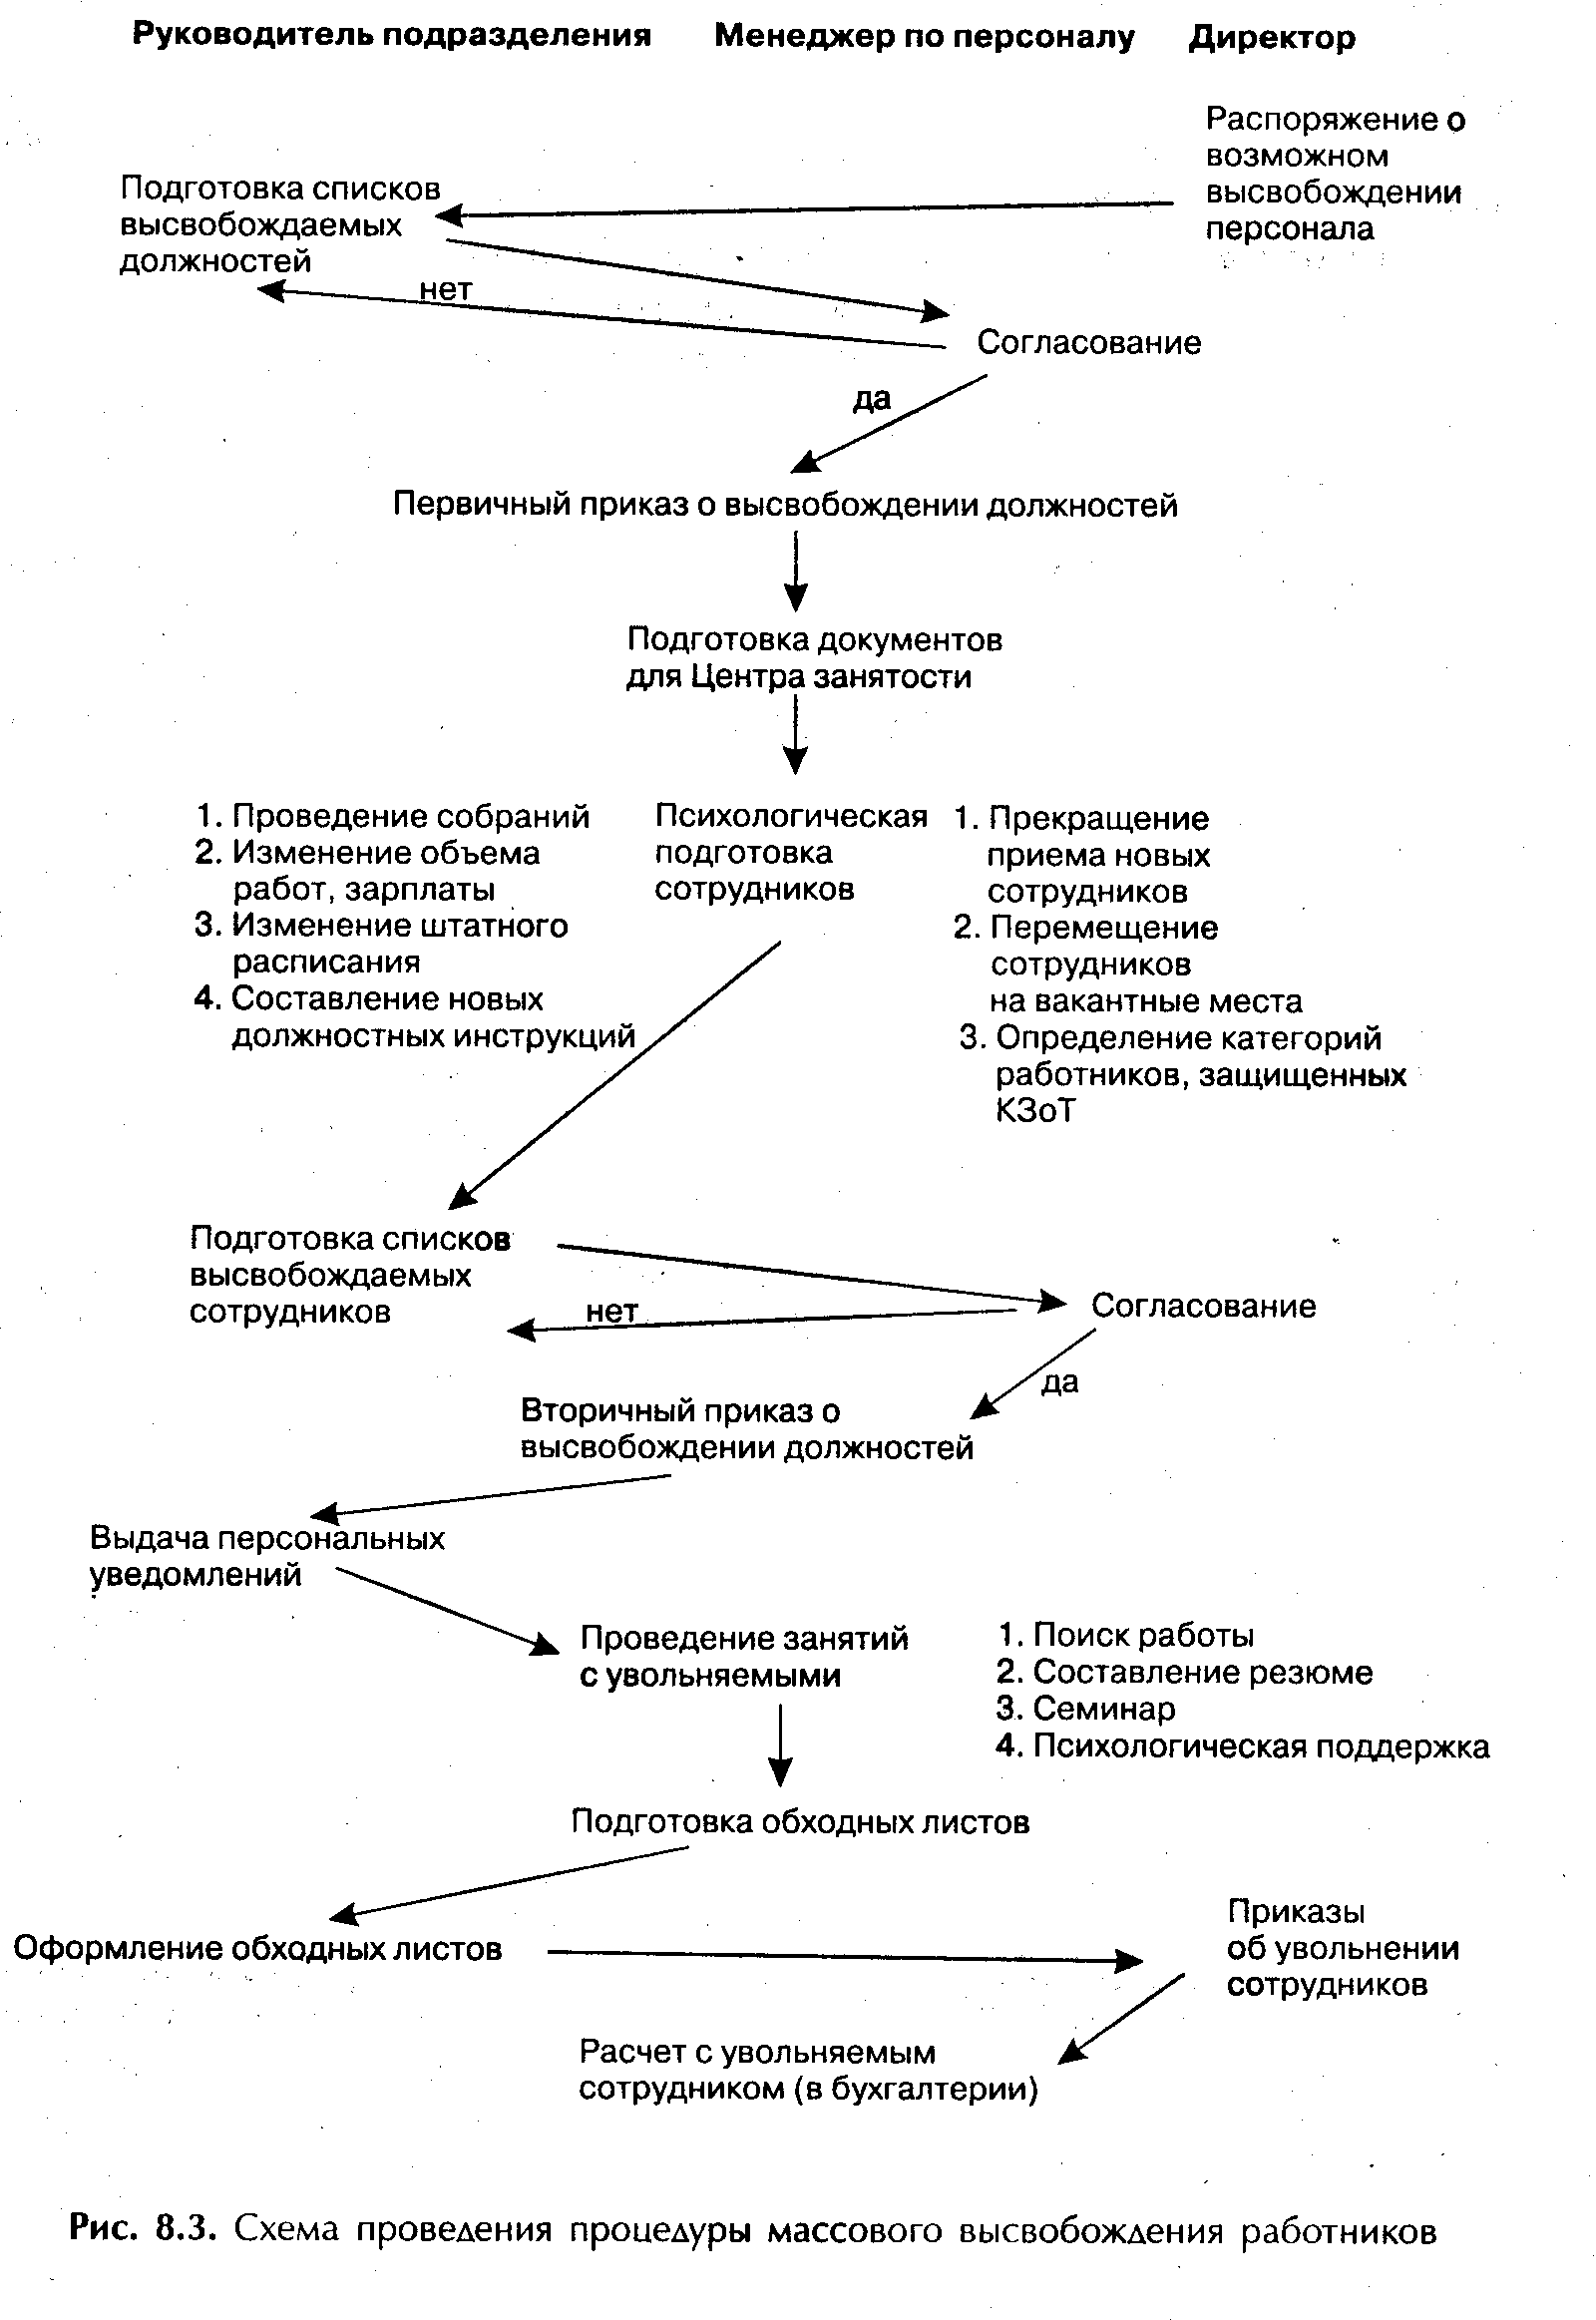 Руководитель подразделения Менеджер по персоналу Директор
Распоряжение о
возможном
высвобождении
персонала
Подготовка списков
высвобождаемых
должностей
нет
Согласование
да
Первичный приказ о высвобождении должностей
Подготовка документов
для Центра занятости
1. Проведение собраний
2. Изменение объема
работ, зарплаты
3. Изменение штатного
расписания
4. Составление новых
должностных инструкций
Психологическая
подготовка
сотрудников
1. Прекращение
приема новых
сотрудников
2. Перемещение
сотрудников
на вакантные места
3. Определение категорий
работников, защищенных
КЗоТ
Подготовка списков
высвобождаемых
сотрудников
нет
Согласование
да
Вторичный приказ о
высвобождении должностей
Выдача персональных
уведомлений
Проведение занятий
с увольняемыми
1. Поиск работы
2. Составление резюме
3. Семинар
4. Психологическая поддержка
Подготовка обходных листов
Оформление обходных листов
Приказы
об увольнении
сотрудников
Расчет с увольняемым
сотрудником (в бухгалтерии)
Рис. 8.3. Схема проведения процедуры массового высвобождения работников